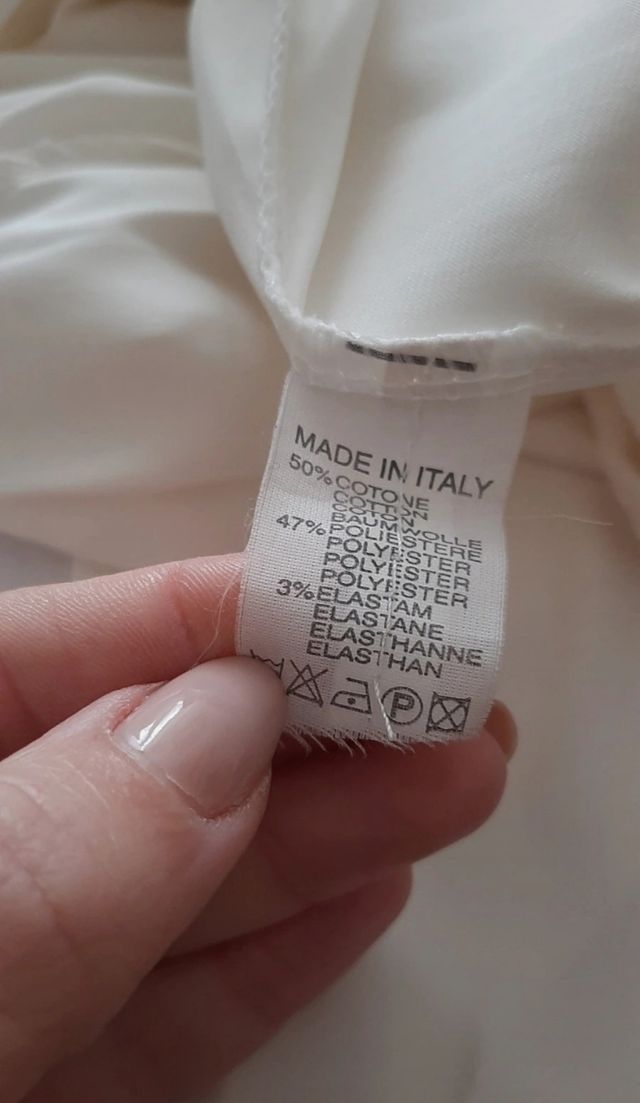 MADE IN ITALY
50% COTONE
COTTON
BAUMWOLLE
47% POLIESTERE
POLYESTER
POLYESTER
POLYESTER
3% ELASTAM
ELASTANE
ELASTHANNE
ELASTHAN
P